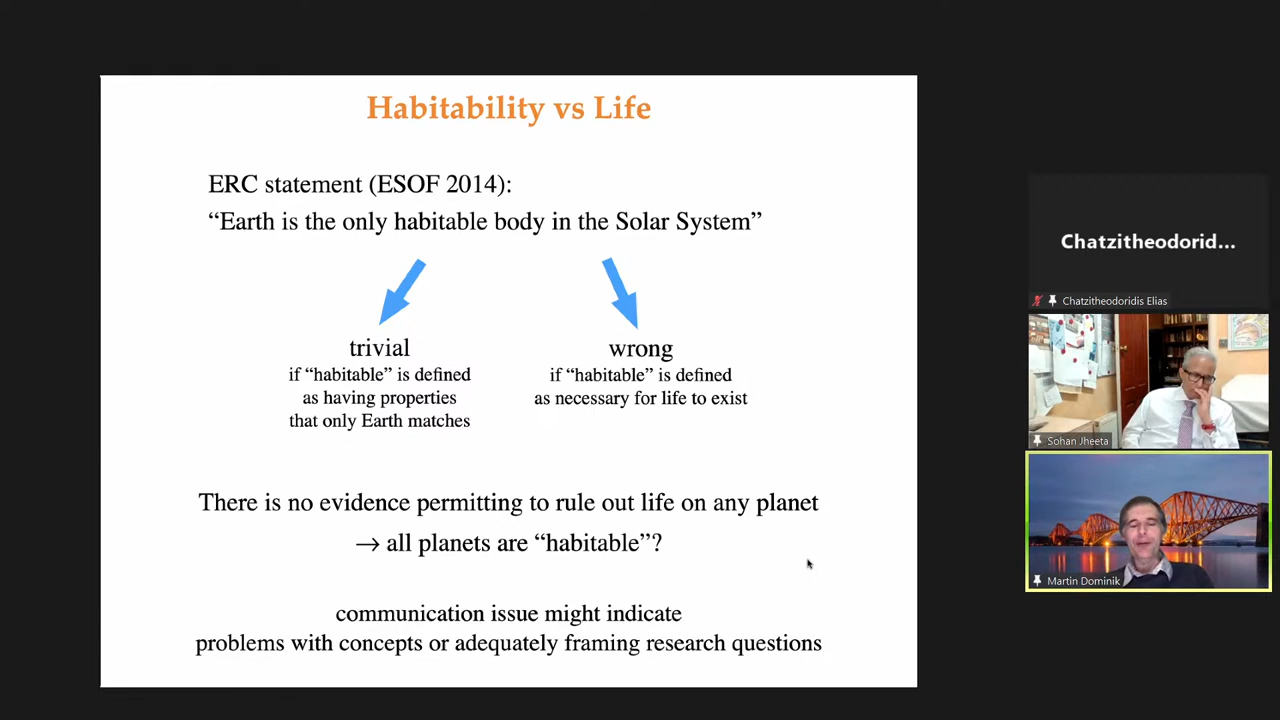 Habitability vs Life
ERC statement (ESOF 2014):
“Earth is the only habitable body in the Solar System”
trivial
if “habitable” is defined
as having properties
that only Earth matches
wrong
if “habitable” is defined
as necessary for life to exist
There is no evidence permitting to rule out life on any planet
→ all planets are “habitable”?
communication issue might indicate
problems with concepts or adequately framing research questions
Chatzitheodorid...
Chatzitheodoridis Elias
Sohan Jheeta
Martin Dominik